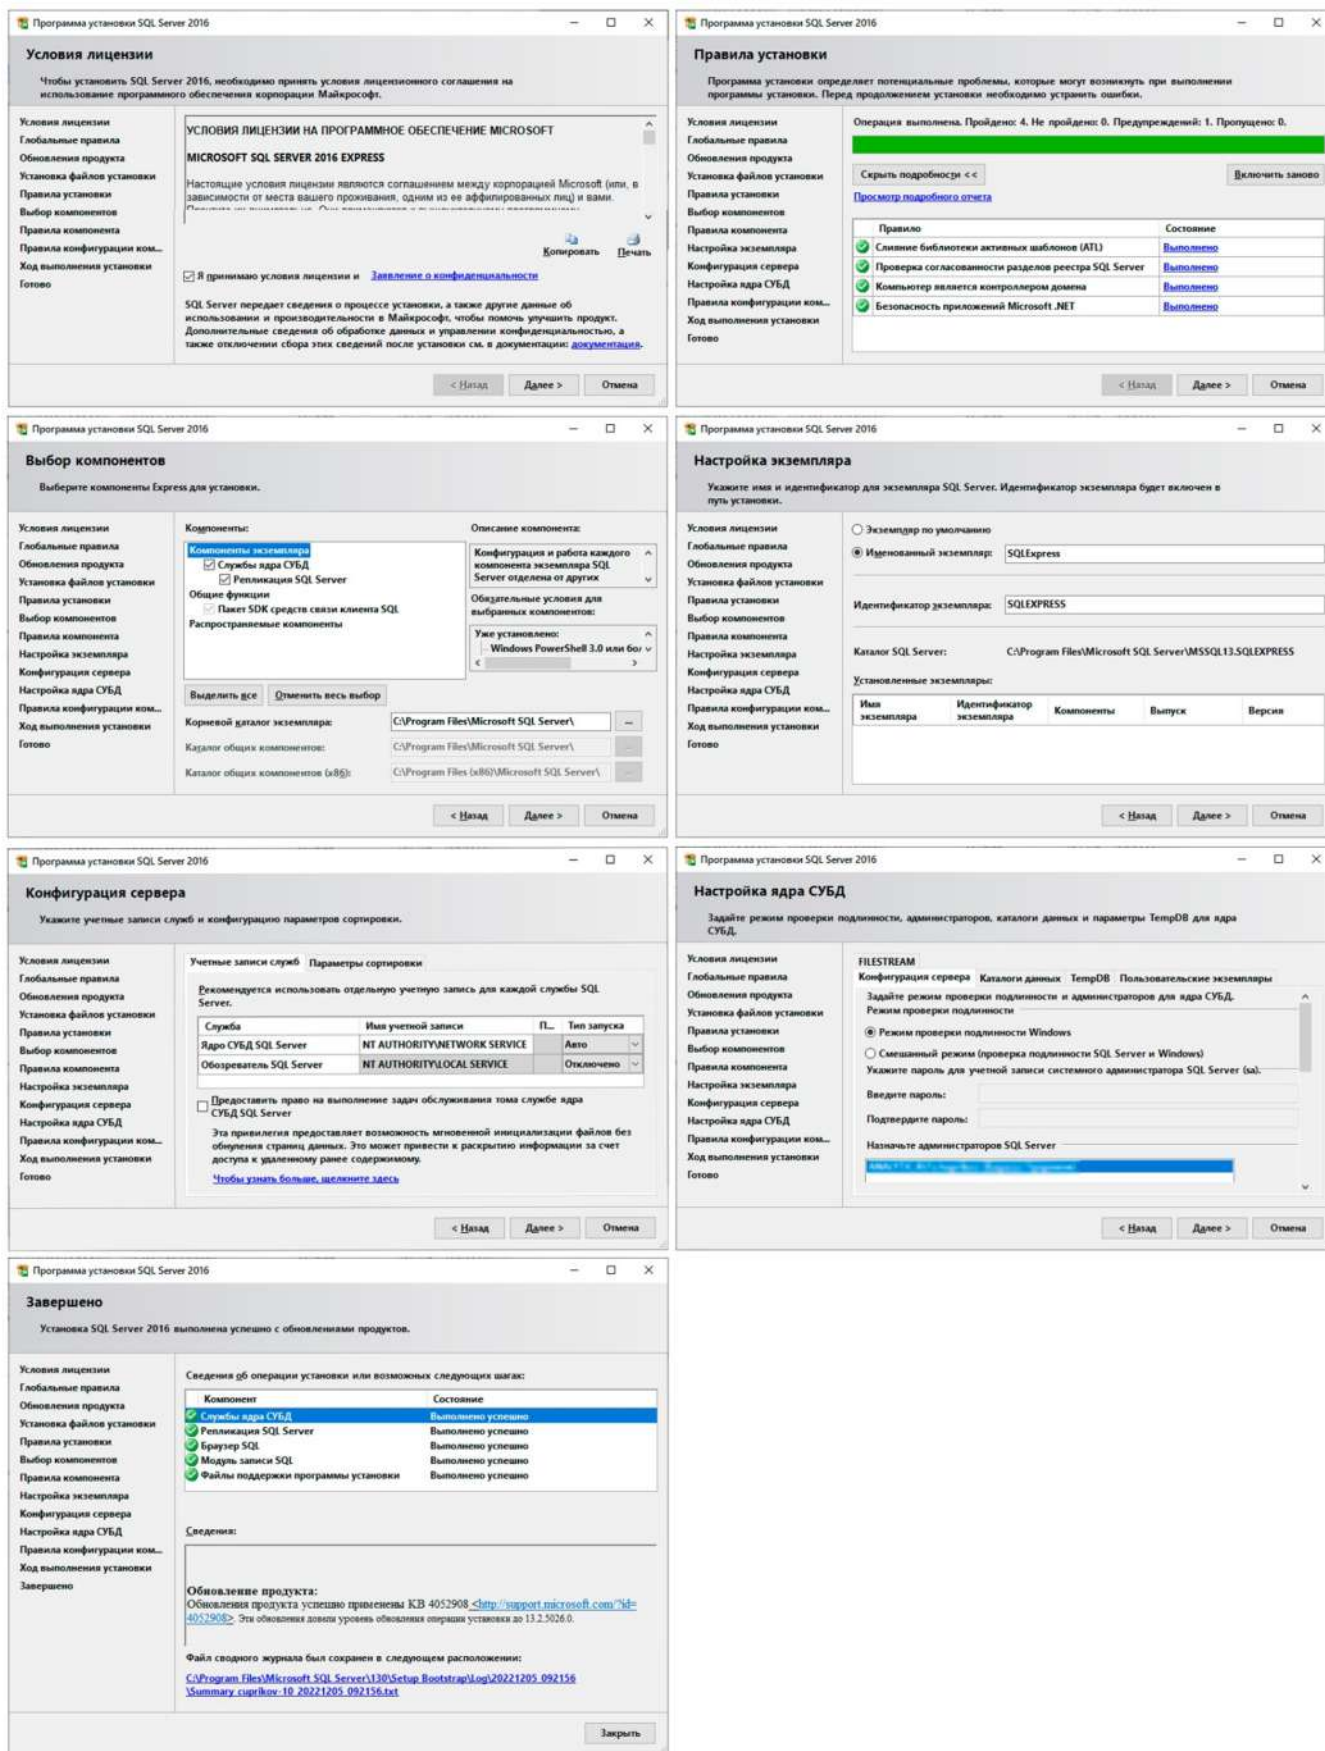 Программа установки SQL Server 2016
Условия лицензии
Чтобы установить SQL Server 2016, необходимо принять условия лицензионного соглашения на
использование программного обеспечения корпорации Майкрософт.
Условия лицензии
Глобальные правила
Обновления продукта
Установка файлов установки
Правила установки
Выбор компонентов
Правила компонента
Правила конфигурации ком...
Ход выполнения установки
Готово
УСЛОВИЯ ЛИЦЕНЗИИ НА ПРОГРАММНОЕ ОБЕСПЕЧЕНИЕ MICROSOFT
MICROSOFT SQL SERVER 2016 EXPRESS
Настоящие условия лицензии являются соглашением между корпорацией Microsoft (или, в
зависимости от места вашего проживания, одним из ее аффилированных лиц) и вами.
Копировать Печать
Я принимаю условия лицензии и Заявление о конфиденциальности
SQL Server передает сведения о процессе установки, а также другие данные об
использовании и производительности в Майкрософт, чтобы помочь улучшить продукт.
Дополнительные сведения об обработке данных и управлении конфиденциальностью, а
также отключении сбора этих сведений после установки см. в документации: документация.
< Назад Далее > Отмена
Программа установки SQL Server 2016
Правила установки
Программа установки определяет потенциальные проблемы, которые могут возникнуть при выполнении
программы установки. Перед продолжением установки необходимо устранить ошибки.
Условия лицензии
Глобальные правила
Обновления продукта
Установка файлов установки
Правила установки
Выбор компонентов
Правила компонента
Настройка экземпляра
Конфигурация сервера
Настройка ядра СУБД
Правила конфигурации ком...
Ход выполнения установки
Готово
Операция выполнена. Пройдено: 4. Не пройдено: 0. Предупреждений: 1. Пропущено: 0.
Скрыть подробности << Включить заново
Просмотр подробного отчета
Правило Состояние
Слияние библиотеки активных шаблонов (ATL) Выполнено
Проверка согласованности разделов реестра SQL Server Выполнено
Компьютер является контроллером домена Выполнено
Безопасность приложений Microsoft .NET Выполнено
< Назад Далее > Отмена
Программа установки SQL Server 2016
Выбор компонентов
Выберите компоненты Express для установки.
Условия лицензии
Глобальные правила
Обновления продукта
Установка файлов установки
Правила установки
Выбор компонентов
Правила компонента
Настройка экземпляра
Конфигурация сервера
Настройка ядра СУБД
Правила конфигурации ком...
Ход выполнения установки
Готово
Компоненты:
Компоненты экземпляра
Службы ядра СУБД
Репликация SQL Server
Общие функции
Пакет SDK средств связи клиента SQL
Распространяемые компоненты
Описание компонента:
Конфигурация и работа каждого
компонента экземпляра SQL
Server отделена от других
Обязательные условия для
выбранных компонентов:
Уже установлено:
Windows PowerShell 3.0 или бол
Выделить все Отменить весь выбор
Корневой каталог экземпляра: C:\Program Files\Microsoft SQL Server\ ...
Каталог общих компонентов: C:\Program Files\Microsoft SQL Server\ ...
Каталог общих компонентов (x86): C:\Program Files (x86)\Microsoft SQL Server\ ...
< Назад Далее > Отмена
Программа установки SQL Server 2016
Настройка экземпляра
Укажите имя и идентификатор для экземпляра SQL Server. Идентификатор экземпляра будет включен в
путь установки.
Условия лицензии
Глобальные правила
Обновления продукта
Установка файлов установки
Правила установки
Выбор компонентов
Правила компонента
Настройка экземпляра
Конфигурация сервера
Настройка ядра СУБД
Правила конфигурации ком...
Ход выполнения установки
Готово
Экземпляр по умолчанию
Именованный экземпляр: SQLExpress
Идентификатор экземпляра: SQLEXPRESS
Каталог SQL Server: C:\Program Files\Microsoft SQL Server\MSSQL13.SQLEXPRESS
Установленные экземпляры:
Имя экземпляра Идентификатор экземпляра Компоненты Выпуск Версия
< Назад Далее > Отмена
Программа установки SQL Server 2016
Конфигурация сервера
Укажите учетные записи служб и конфигурацию параметров сортировки.
Условия лицензии
Глобальные правила
Обновления продукта
Установка файлов установки
Правила установки
Выбор компонентов
Правила компонента
Настройка экземпляра
Конфигурация сервера
Настройка ядра СУБД
Правила конфигурации ком...
Ход выполнения установки
Готово
Учетные записи служб Параметры сортировки
Рекомендуется использовать отдельную учетную запись для каждой службы SQL
Server.
Служба Имя учетной записи П... Тип запуска
Ядро СУБД SQL Server NT AUTHORITY\NETWORK SERVICE Авто
Обозреватель SQL Server NT AUTHORITY\LOCAL SERVICE Отключено
Предоставить право на выполнение задач обслуживания тома службе ядра
СУБД SQL Server
Эта привилегия предоставляет возможность мгновенной инициализации файлов без
обнуления страниц данных. Это может привести к раскрытию информации за счет
доступа к удаленному ранее содержимому.
Чтобы узнать больше, щелкните здесь
< Назад Далее > Отмена
Программа установки SQL Server 2016
Настройка ядра СУБД
Задайте режим проверки подлинности, администраторов, каталоги данных и параметры TempDB для ядра
СУБД.
Условия лицензии
Глобальные правила
Обновления продукта
Установка файлов установки
Правила установки
Выбор компонентов
Правила компонента
Настройка экземпляра
Конфигурация сервера
Настройка ядра СУБД
Правила конфигурации ком...
Ход выполнения установки
Готово
FILESTREAM
Конфигурация сервера Каталоги данных TempDB Пользовательские экземпляры
Задайте режим проверки подлинности и администраторов для ядра СУБД.
Режим проверки подлинности
Режим проверки подлинности Windows
Смешанный режим (проверка подлинности SQL Server и Windows)
Укажите пароль для учетной записи системного администратора SQL Server (sa).
Введите пароль:
Подтвердите пароль:
Назначьте администраторов SQL Server
< Назад Далее > Отмена
Программа установки SQL Server 2016
Завершено
Установка SQL Server 2016 выполнена успешно с обновлениями продуктов.
Условия лицензии
Глобальные правила
Обновления продукта
Установка файлов установки
Правила установки
Выбор компонентов
Правила компонента
Настройка экземпляра
Конфигурация сервера
Настройка ядра СУБД
Правила конфигурации ком...
Ход выполнения установки
Завершено
Сведения об операции установки или возможных следующих шагах:
Компонент Состояние
Службы ядра СУБД Выполнено успешно
Репликация SQL Server Выполнено успешно
Браузер SQL Выполнено успешно
Модуль записи SQL Выполнено успешно
Файлы поддержки программы установки Выполнено успешно
Сведения:
Обновление продукта:
Обновления продукта успешно применены KB 4052908 <http://support.microsoft.com/?id=
4052908>. Эти обновления довели уровень обновления операции установки до 13.2.5026.0.
Файл сводного журнала был сохранен в следующем расположении:
C:\Program Files\Microsoft SQL Server\130\Setup Bootstrap\Log\20221205_092156
\Summary_cuprikov-10_20221205_092156.txt
Закрыть